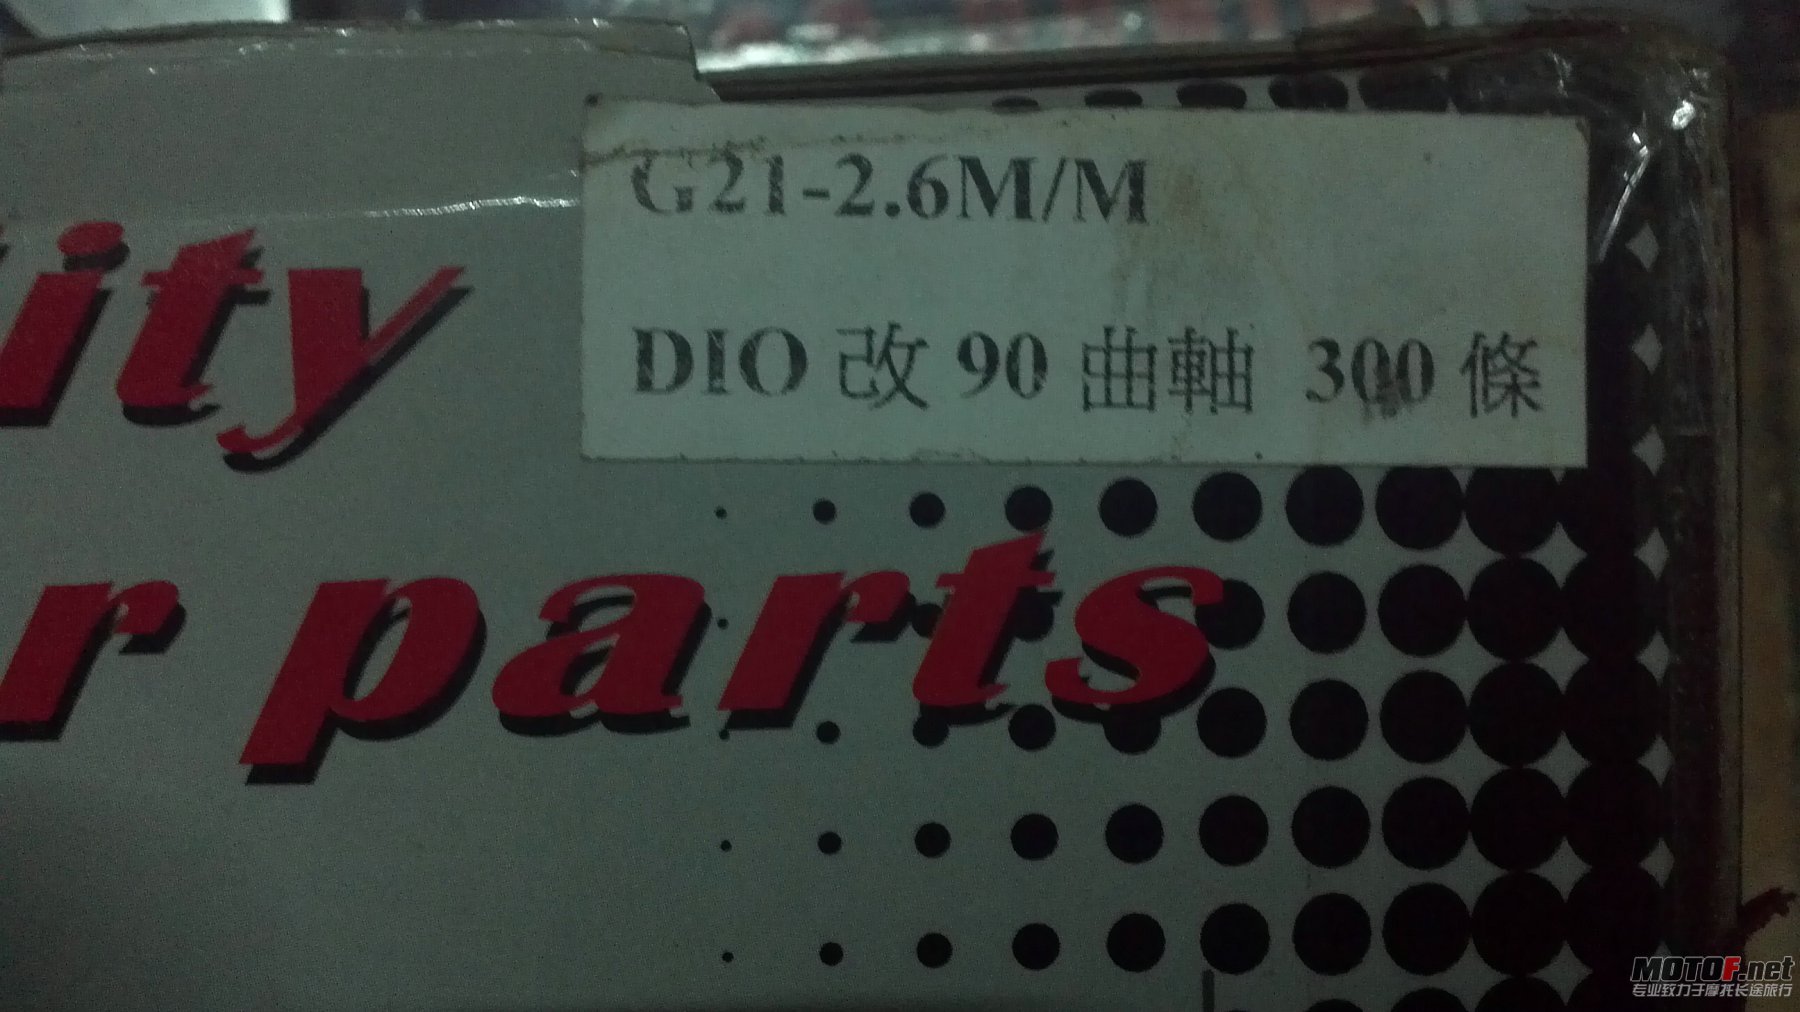 G21-2.6M/M
DIO 改 90 曲軸 300 條
ity
r parts
MOTOF.net
专业致力于摩托长途旅行